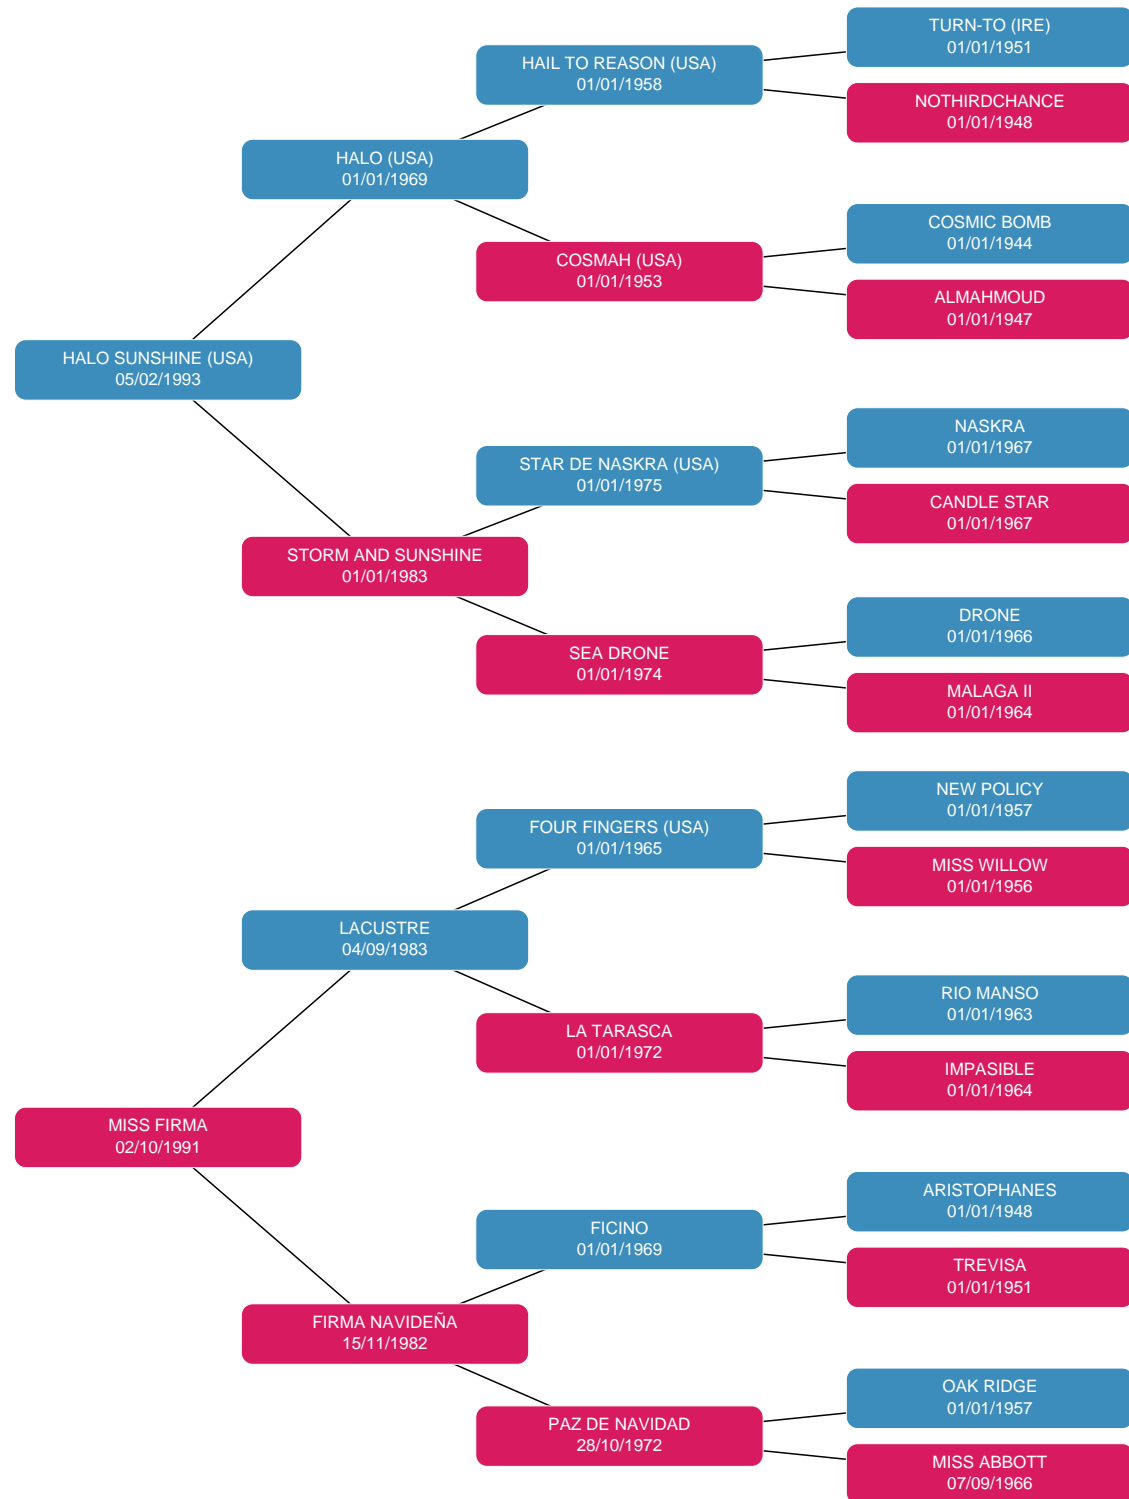 TURN-TO (IRE)
01/01/1951
HAIL TO REASON (USA)
01/01/1958
NOTHIRDCHANCE
01/01/1948
HALO (USA)
01/01/1969
COSMIC BOMB
01/01/1944
COSMAH (USA)
01/01/1953
ALMAHMOUD
01/01/1947
HALO SUNSHINE (USA)
05/02/1993
NASKRA
01/01/1967
STAR DE NASKRA (USA)
01/01/1975
CANDLE STAR
01/01/1967
STORM AND SUNSHINE
01/01/1983
DRONE
01/01/1966
SEA DRONE
01/01/1974
MALAGA II
01/01/1964
NEW POLICY
01/01/1957
FOUR FINGERS (USA)
01/01/1965
MISS WILLOW
01/01/1956
LACUSTRE
04/09/1983
RIO MANSO
01/01/1963
LA TARASCA
01/01/1972
IMPASIBLE
01/01/1964
MISS FIRMA
02/10/1991
ARISTOPHANES
01/01/1948
FICINO
01/01/1969
TREVISA
01/01/1951
FIRMA NAVIDEÑA
15/11/1982
OAK RIDGE
01/01/1957
PAZ DE NAVIDAD
28/10/1972
MISS ABBOTT
07/09/1966